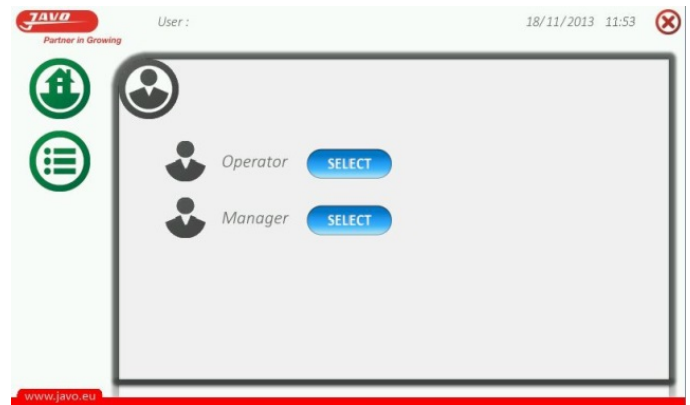 JAVO
Partner in Growing
User :
18/11/2013 11:53
Operator SELECT
Manager SELECT
www.javo.eu